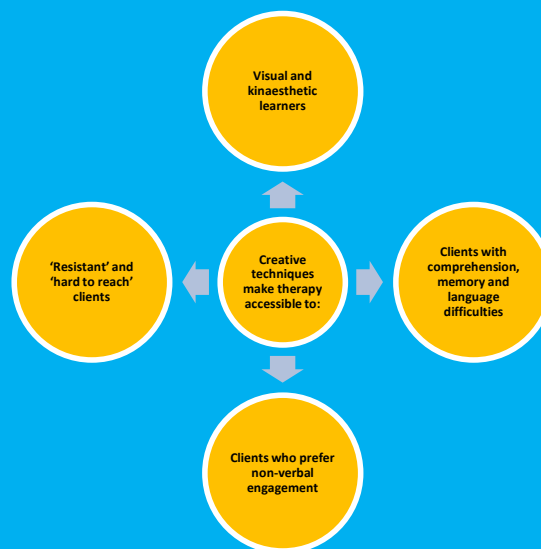 Visual and
kinaesthetic
learners
‘Resistant’ and
‘hard to reach’
clients
Creative
techniques
make therapy
accessible to:
Clients with
comprehension,
memory and
language
difficulties
Clients who prefer
non-verbal
engagement